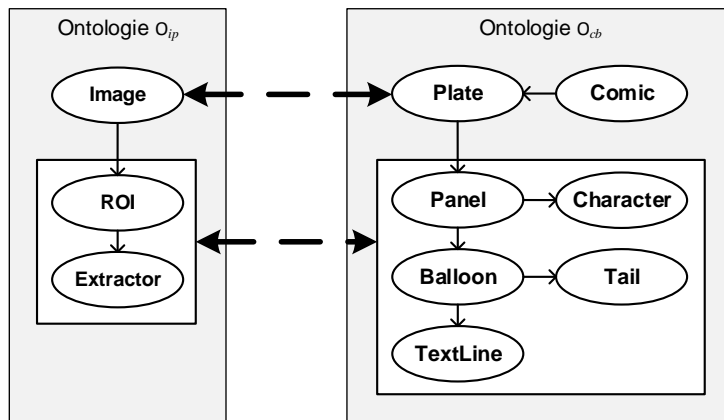 Ontologie O_ip
Ontologie O_cb
Image
Plate
Comic
ROI
Panel
Character
Extractor
Balloon
Tail
TextLine